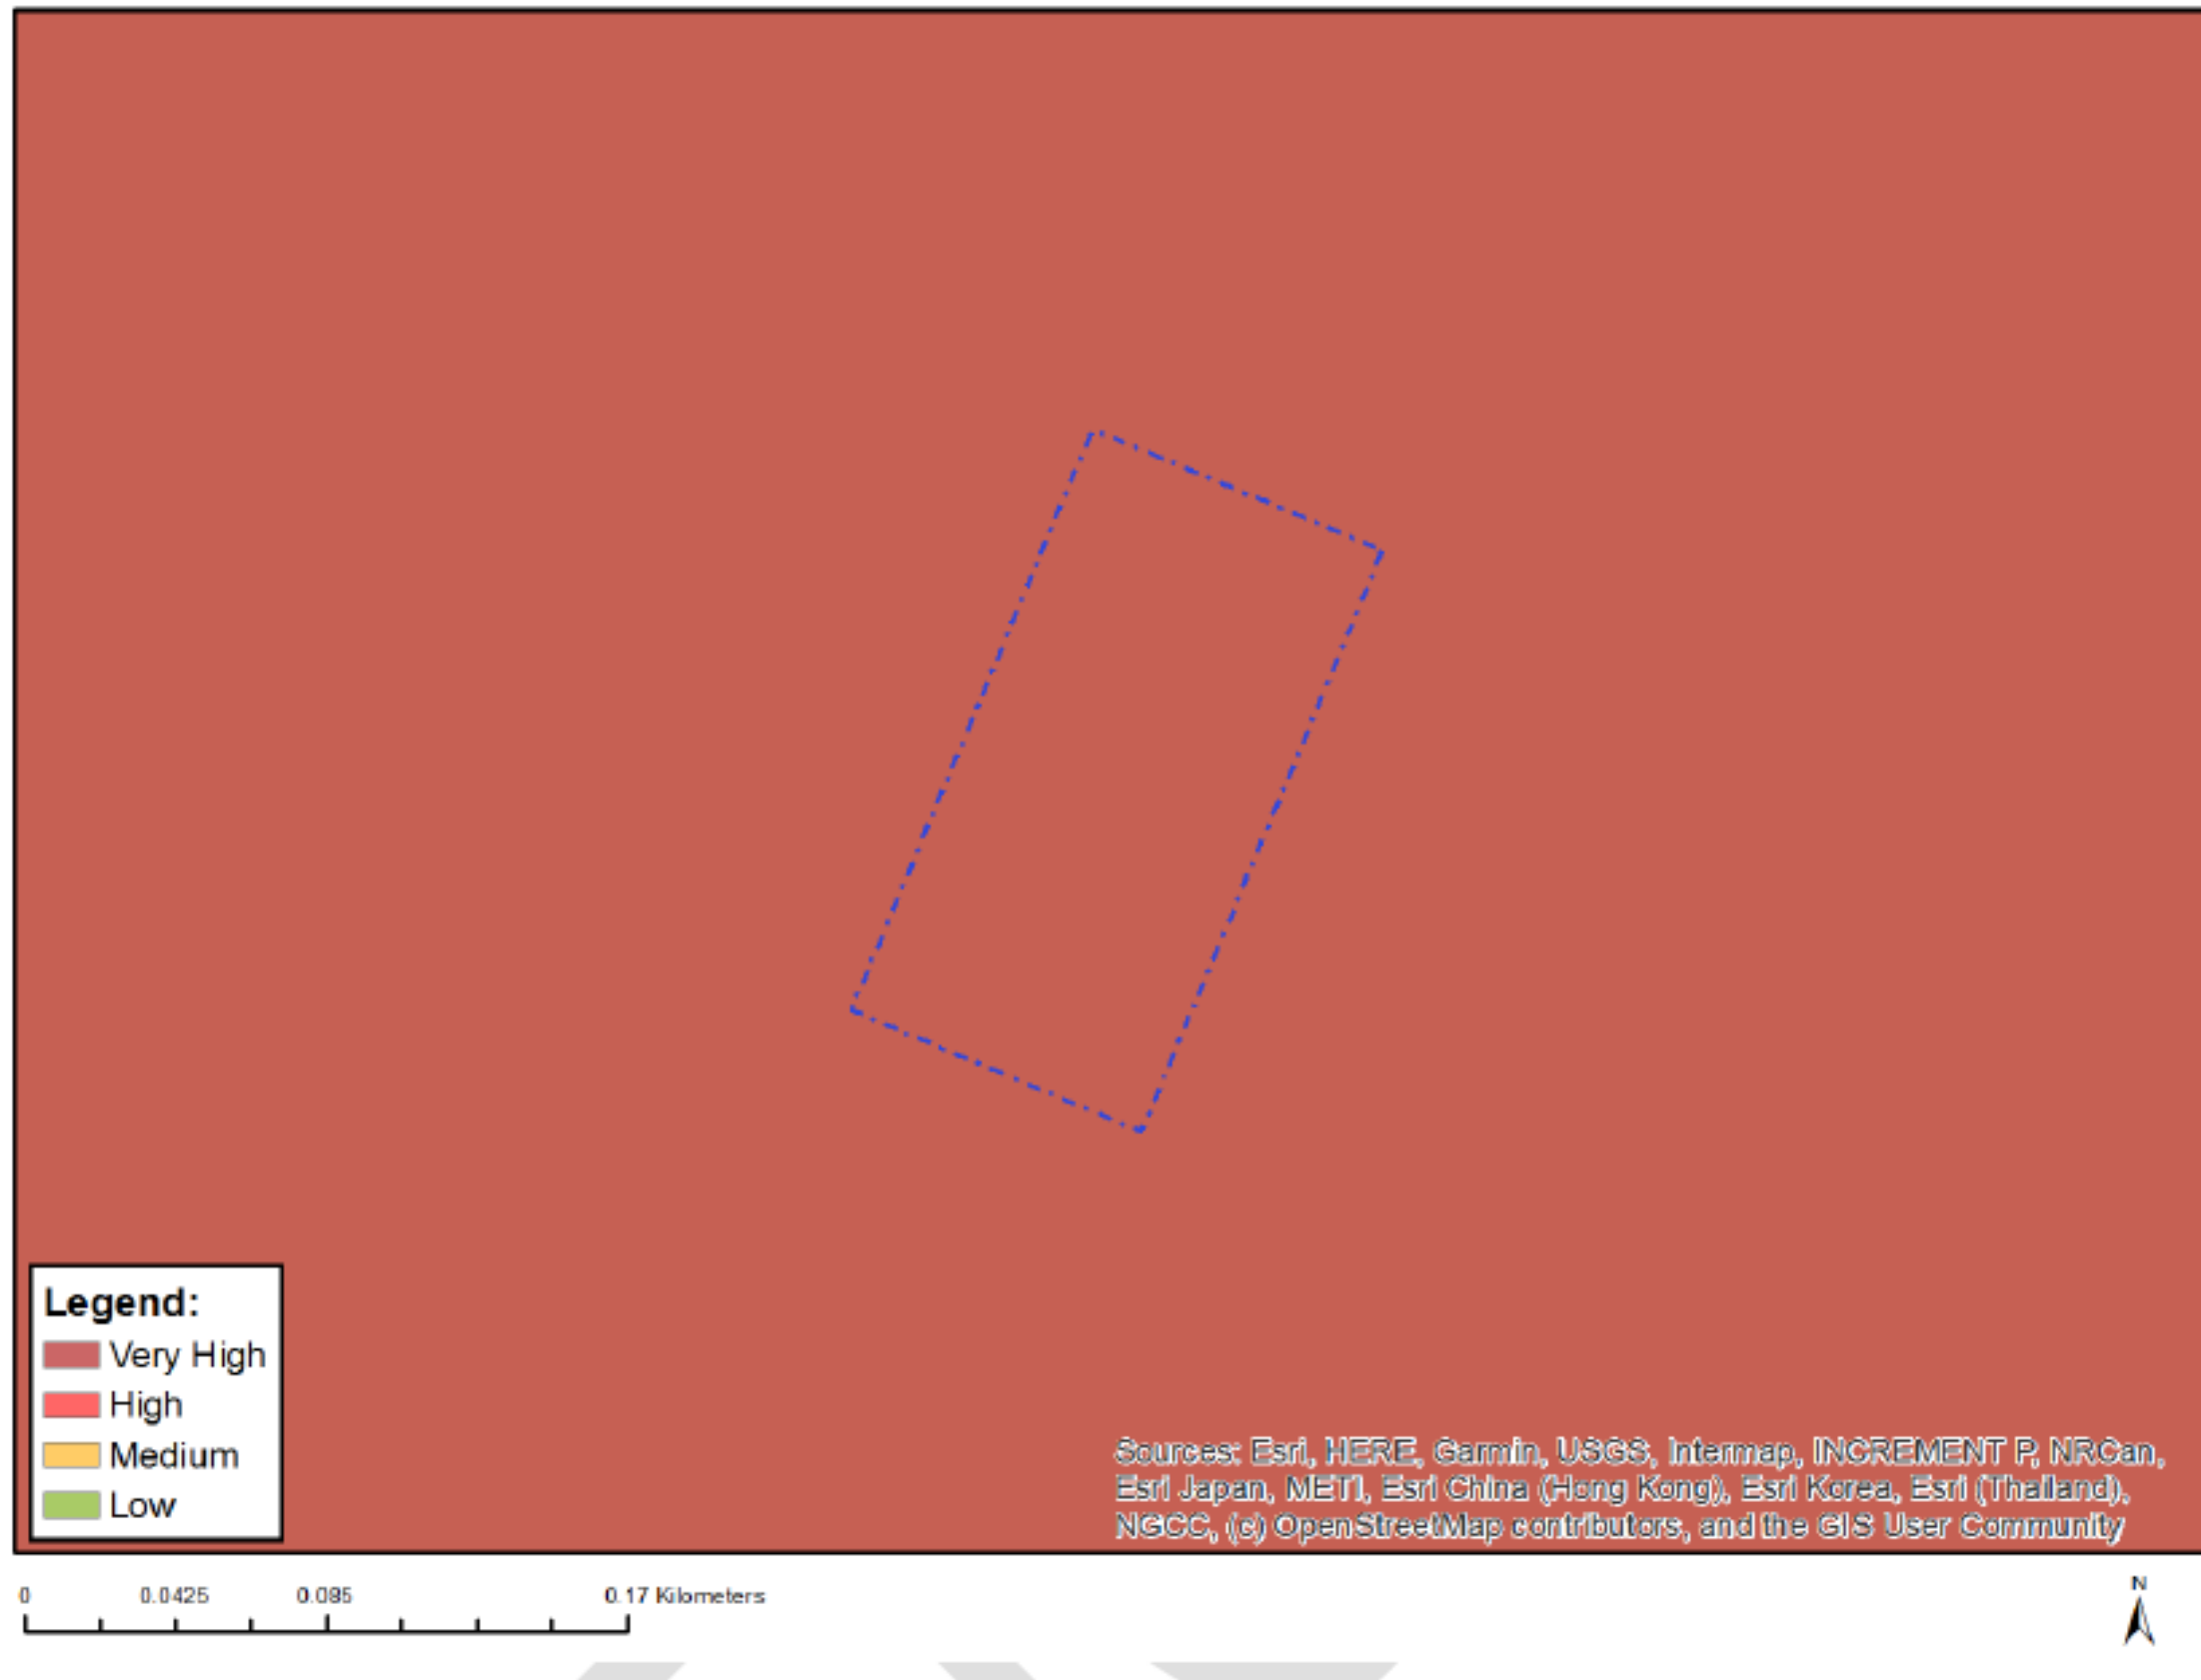 Legend:
Very High
High
Medium
Low
Sources: Esri, HERE, Garmin, USGS, Intermap, INCREMENT P, NRCan,
Esri Japan, METI, Esri China (Hong Kong), Esri Korea, Esri (Thailand),
NGCC, (c) OpenStreetMap contributors, and the GIS User Community
0 0.0425 0.085 0.17 Kilometers
N